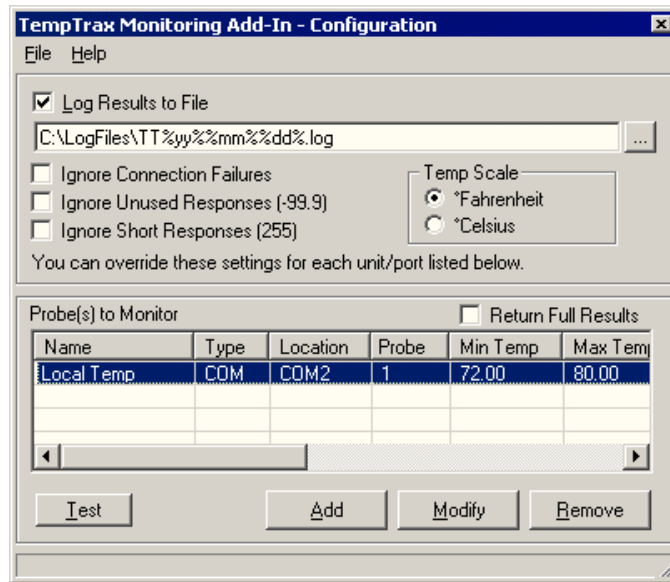 TempTrax Monitoring Add-In - Configuration
File Help
Log Results to File
C:\LogFiles\TT%yy%%mm%%dd%.log
...
Ignore Connection Failures
Ignore Unused Responses (-99.9)
Ignore Short Responses (255)
Temp Scale
°Fahrenheit
°Celsius
You can override these settings for each unit/port listed below.
Probe(s) to Monitor
Return Full Results
Name Type Location Probe Min Temp Max Temp
Local Temp COM COM2 1 72.00 80.00
Test Add Modify Remove